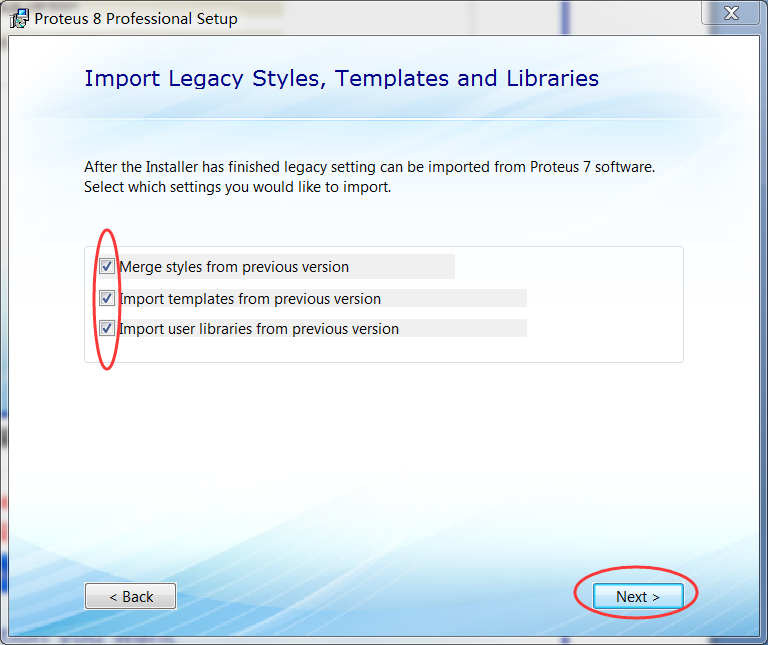 Proteus 8 Professional Setup
Import Legacy Styles, Templates and Libraries
After the Installer has finished legacy setting can be imported from Proteus 7 software.
Select which settings you would like to import.
Merge styles from previous version
Import templates from previous version
Import user libraries from previous version
< Back
Next >